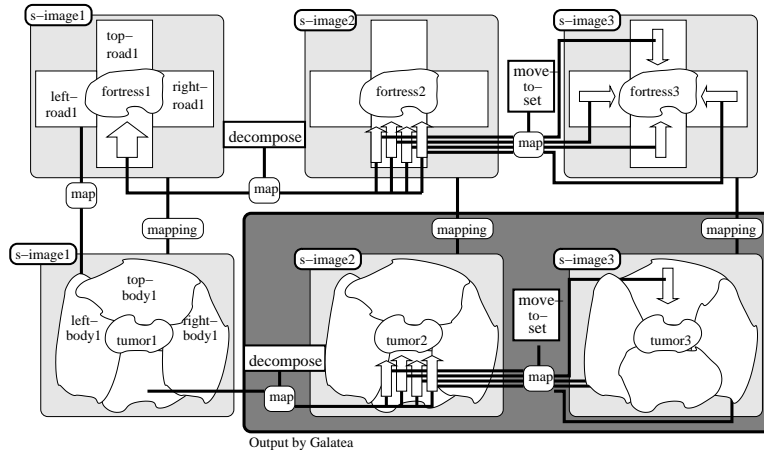 s–image1
s–image2
s–image3
top–
road1
left–
road1
fortress1
right–
road1
fortress2
fortress3
move–
to–
set
decompose
map
map
map
mapping
mapping
mapping
s–image1
s–image2
s–image3
top–
body1
left–
body1
right–
body1
tumor1
tumor2
tumor3
move–
to–
set
decompose
map
map
Output by Galatea